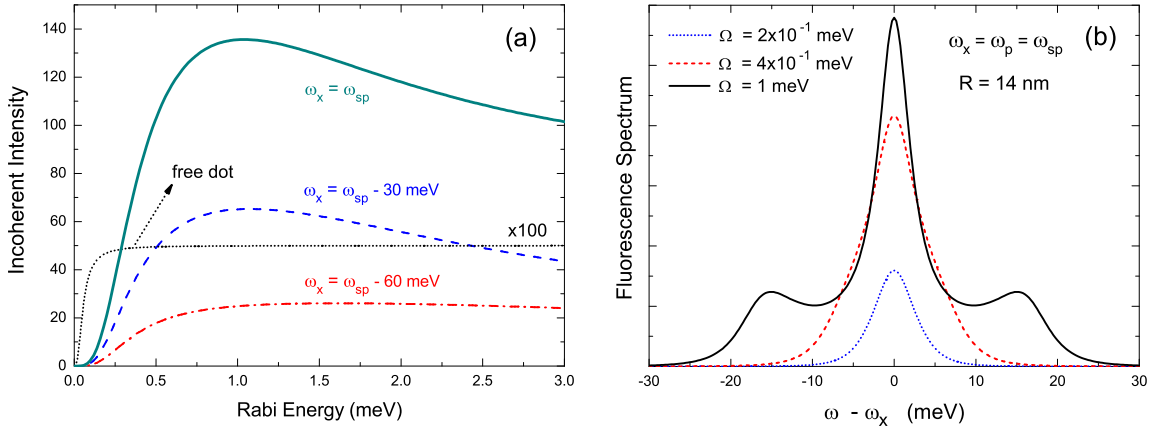 (a)
140
120
100
80
60
40
20
0
Incoherent Intensity
ωx = ωsp
free dot
ωx = ωsp - 30 meV
x100
ωx = ωsp - 60 meV
0.0 0.5 1.0 1.5 2.0 2.5 3.0
Rabi Energy (meV)
(b)
Fluorescence Spectrum
Ω = 2x10⁻¹ meV
Ω = 4x10⁻¹ meV
Ω = 1 meV
ωx = ωp = ωsp
R = 14 nm
-30 -20 -10 0 10 20 30
ω - ωx (meV)